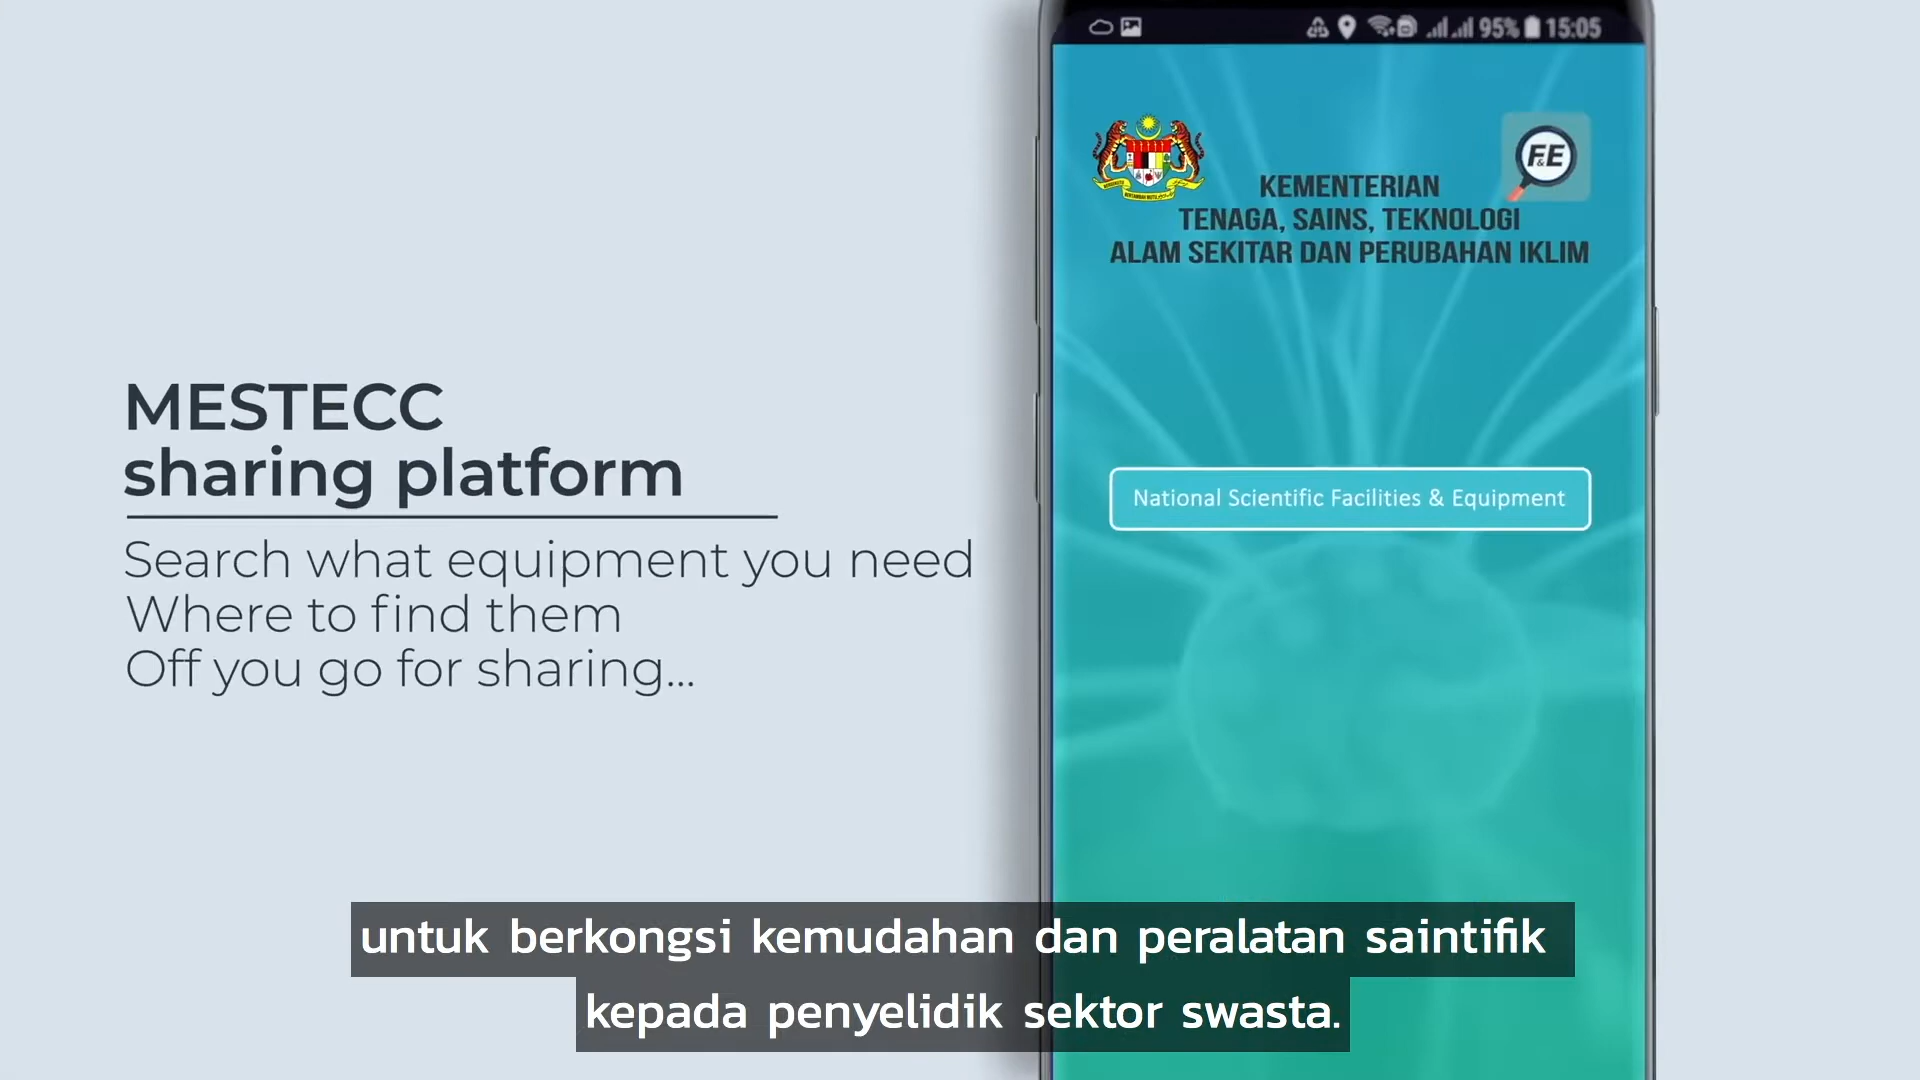 MESTECC
sharing platform
Search what equipment you need
Where to find them
Off you go for sharing...
95% 15:05
F&E
KEMENTERIAN
TENAGA, SAINS, TEKNOLOGI
ALAM SEKITAR DAN PERUBAHAN IKLIM
National Scientific Facilities & Equipment
untuk berkongsi kemudahan dan peralatan saintifik
kepada penyelidik sektor swasta.